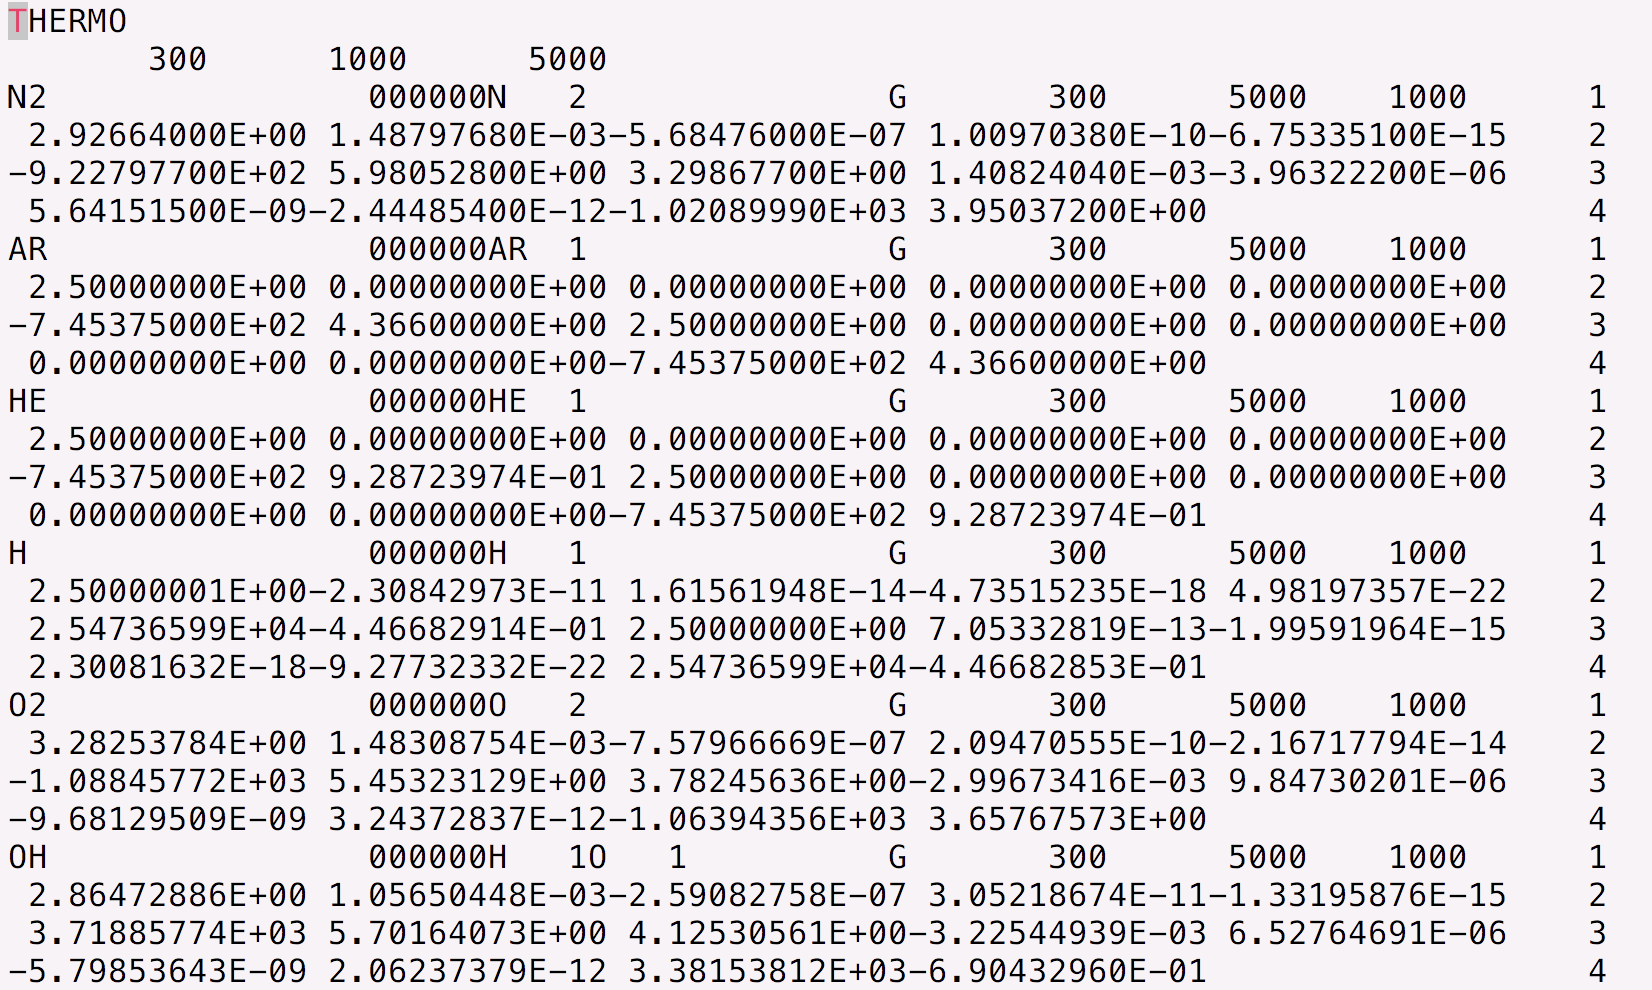 THERMO
       300      1000      5000
N2                000000N   2               G       300      5000    1000      1
 2.92664000E+00 1.48797680E-03-5.68476000E-07 1.00970380E-10-6.75335100E-15    2
-9.22797700E+02 5.98052800E+00 3.29867700E+00 1.40824040E-03-3.96322200E-06    3
 5.64151500E-09-2.44485400E-12-1.02089990E+03 3.95037200E+00                   4
AR                000000AR  1               G       300      5000    1000      1
 2.50000000E+00 0.00000000E+00 0.00000000E+00 0.00000000E+00 0.00000000E+00    2
-7.45375000E+02 4.36600000E+00 2.50000000E+00 0.00000000E+00 0.00000000E+00    3
 0.00000000E+00 0.00000000E+00-7.45375000E+02 4.36600000E+00                   4
HE                000000HE  1               G       300      5000    1000      1
 2.50000000E+00 0.00000000E+00 0.00000000E+00 0.00000000E+00 0.00000000E+00    2
-7.45375000E+02 9.28723974E-01 2.50000000E+00 0.00000000E+00 0.00000000E+00    3
 0.00000000E+00 0.00000000E+00-7.45375000E+02 9.28723974E-01                   4
H                 000000H   1               G       300      5000    1000      1
 2.50000001E+00-2.30842973E-11 1.61561948E-14-4.73515235E-18 4.98197357E-22    2
 2.54736599E+04-4.46682914E-01 2.50000000E+00 7.05332819E-13-1.99591964E-15    3
 2.30081632E-18-9.27732332E-22 2.54736599E+04-4.46682853E-01                   4
O2                000000O   2               G       300      5000    1000      1
 3.28253784E+00 1.48308754E-03-7.57966669E-07 2.09470555E-10-2.16717794E-14    2
-1.08845772E+03 5.45323129E+00 3.78245636E+00-2.99673416E-03 9.84730201E-06    3
-9.68129509E-09 3.24372837E-12-1.06394356E+03 3.65767573E+00                   4
OH                000000H   1O   1          G       300      5000    1000      1
 2.86472886E+00 1.05650448E-03-2.59082758E-07 3.05218674E-11-1.33195876E-15    2
 3.71885774E+03 5.70164073E+00 4.12530561E+00-3.22544939E-03 6.52764691E-06    3
-5.79853643E-09 2.06237379E-12 3.38153812E+03-6.90432960E-01                   4